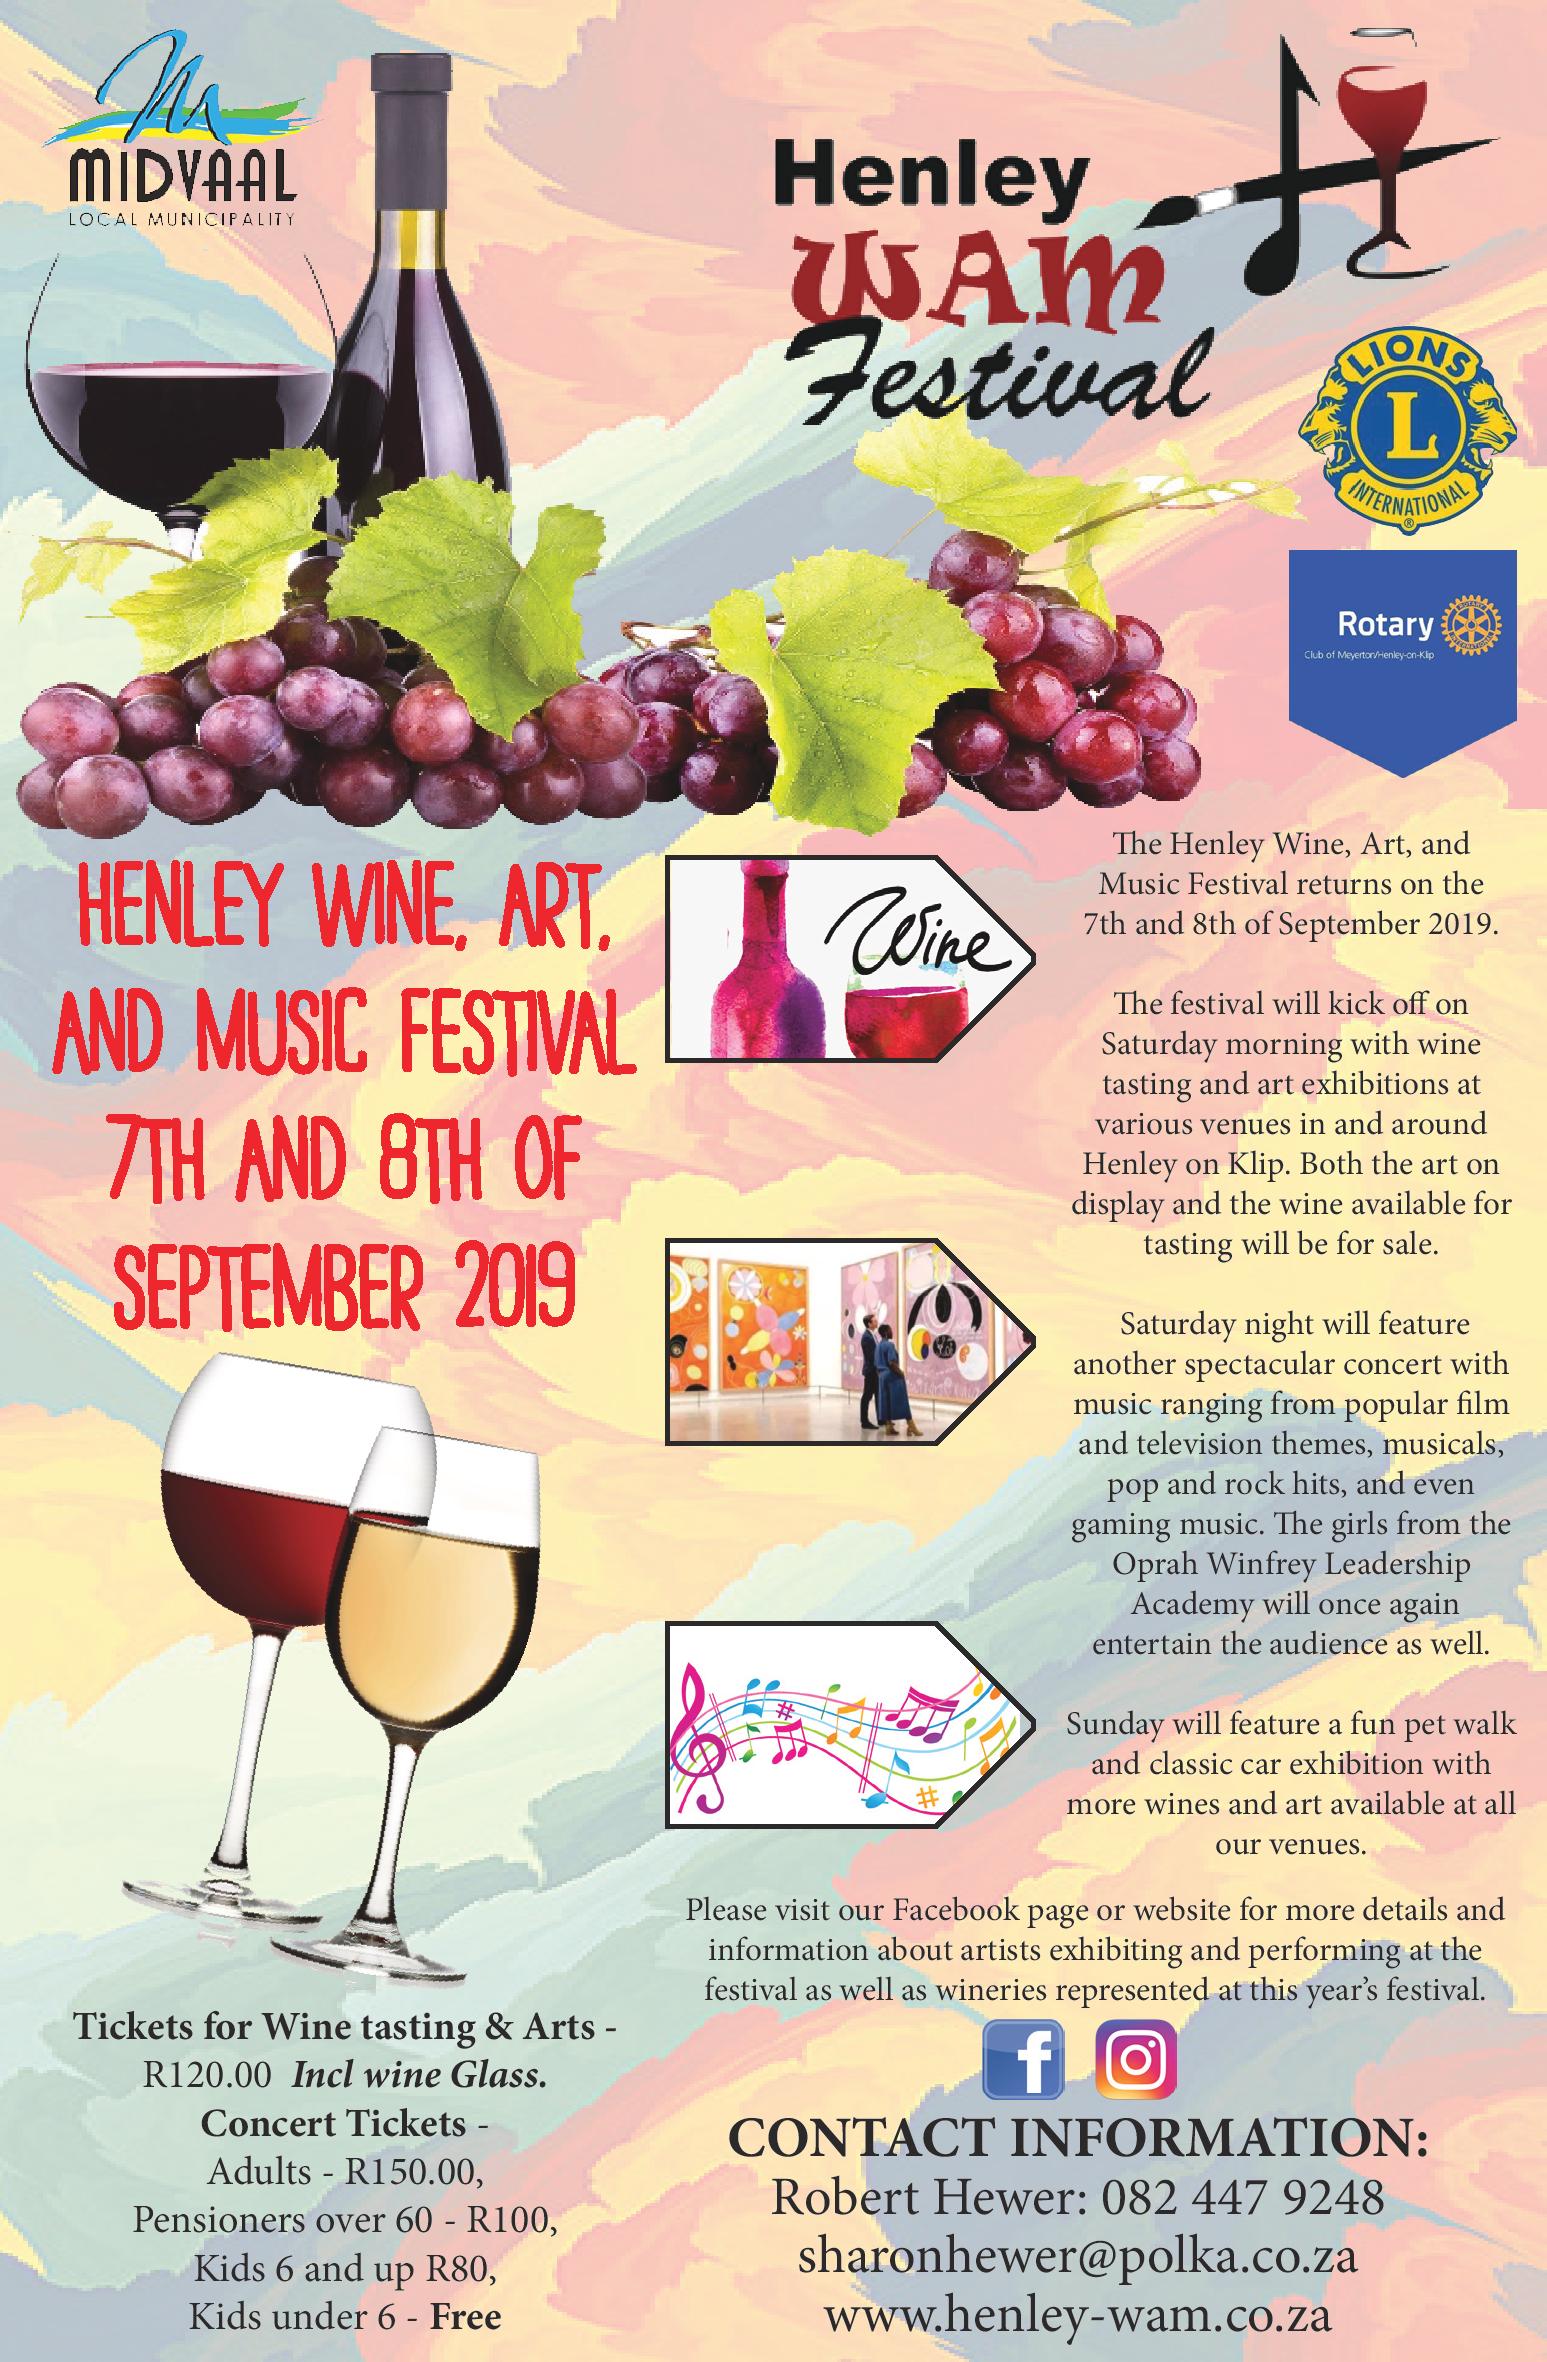 MIDVAAL
LOCAL MUNICIPALITY
Henley
WAM
Festival
LIONS
L
INTERNATIONAL
®
Rotary
Club of Meyerton/Henley-on-Klip
HENLEY WINE, ART,
AND MUSIC FESTIVAL
7TH AND 8TH OF
SEPTEMBER 2019
Wine
The Henley Wine, Art, and
Music Festival returns on the
7th and 8th of September 2019.
The festival will kick off on
Saturday morning with wine
tasting and art exhibitions at
various venues in and around
Henley on Klip. Both the art on
display and the wine available for
tasting will be for sale.
Saturday night will feature
another spectacular concert with
music ranging from popular film
and television themes, musicals,
pop and rock hits, and even
gaming music. The girls from the
Oprah Winfrey Leadership
Academy will once again
entertain the audience as well.
Sunday will feature a fun pet walk
and classic car exhibition with
more wines and art available at all
our venues.
Please visit our Facebook page or website for more details and
information about artists exhibiting and performing at the
festival as well as wineries represented at this year's festival.
Tickets for Wine tasting & Arts -
R120.00 Incl wine Glass.
Concert Tickets -
Adults - R150.00,
Pensioners over 60 - R100,
Kids 6 and up R80,
Kids under 6 - Free
f
CONTACT INFORMATION:
Robert Hewer: 082 447 9248
sharonhewer@polka.co.za
www.henley-wam.co.za